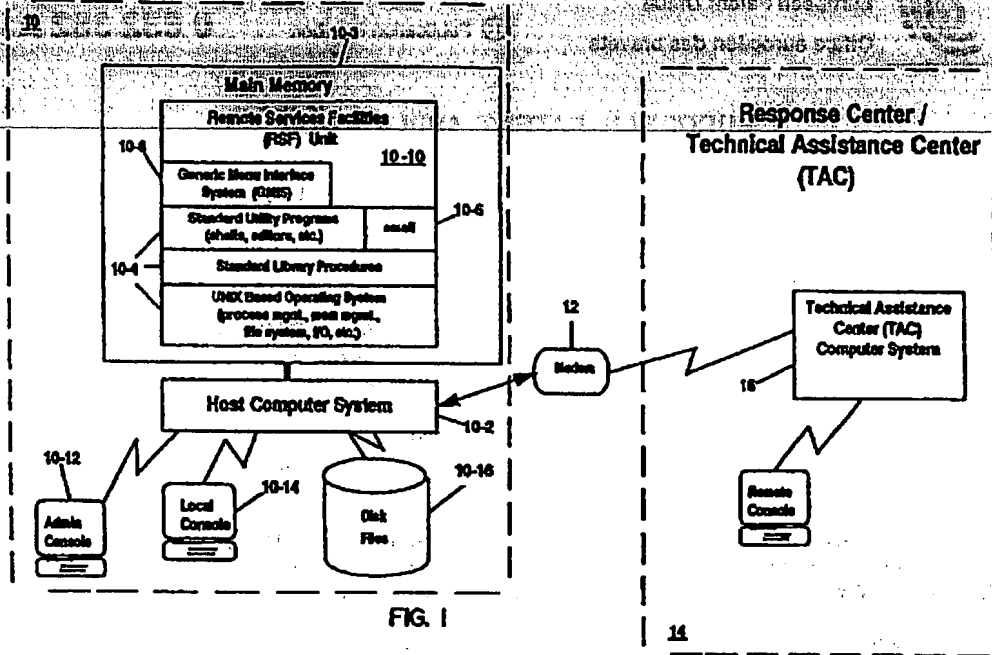 10
10-3
Main Memory
Remote Services Facilities
(RSF) Unit
10-10
Generic Menu Interface
System (GMIS)
Standard Utility Programs
(shells, editors, etc.)
email
10-6
10-4
Standard Library Procedures
UNIX Based Operating System
(process mgmt., mem mgmt.,
file system, I/O, etc.)
Host Computer System
10-2
10-12
Admin
Console
Local
Console
10-14
Disk
Files
10-16
FIG. 1
12
Modem
Response Center /
Technical Assistance Center
(TAC)
Technical Assistance
Center (TAC)
Computer System
Remote
Console
14